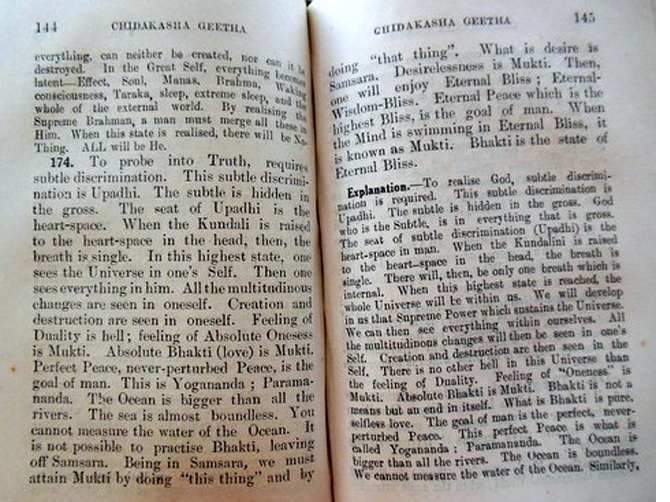 144 CHIDAKASHA GEETHA
everything, can neither be created, nor can it be
destroyed. In the Great Self, everything becomes
latent—Effect, Soul, Manas, Brahma, Waking
consciousness, Taraka, sleep, extreme sleep, and the
whole of the external world. By realising the
Supreme Brahman, a man must merge all these in
Him. When this state is realised, there will be No-
Thing. ALL will be He.
174. To probe into Truth, requires
subtle discrimination. This subtle discrimi-
nation is Upadhi. The subtle is hidden in
the gross. The seat of Upadhi is the
heart-space. When the Kundali is raised
to the heart-space in the head, then, the
breath is single. In this highest state, one
sees the Universe in one's Self. Then one
sees everything in him. All the multitudinous
changes are seen in oneself. Creation and
destruction are seen in oneself. Feeling of
Duality is hell; feeling of Absolute Oneness
is Mukti. Absolute Bhakti (love) is Mukti.
Perfect Peace, never-perturbed Peace, is the
goal of man. This is Yogananda; Parama-
nanda. The Ocean is bigger than all the
rivers. The sea is almost boundless. You
cannot measure the water of the Ocean. It
is not possible to practise Bhakti, leaving
off Samsara. Being in Samsara, we must
attain Mukti by doing "this thing" and by
CHIDAKASHA GEETHA 145
doing "that thing". What is desire is
Samsara. Desirelessness is Mukti. Then,
one will enjoy Eternal Bliss; Eternal-
Wisdom-Bliss. Eternal Peace which is the
highest Bliss, is the goal of man. When
the Mind is swimming in Eternal Bliss, it
is known as Mukti. Bhakti is the state of
Eternal Bliss.
Explanation.—To realise God, subtle discrimi-
nation is required. This subtle discrimination is
Upadhi. The subtle is hidden in the gross. God
who is the Subtle, is in everything that is gross.
The seat of subtle discrimination (Upadhi) is the
heart-space in man. When the Kundalini is raised
to the heart-space in the head, the breath is
single. There will, then, be only one breath which is
internal. When this highest state is reached, the
whole Universe will be within us. We will develop
in us that Supreme Power which sustains the Universe.
We can then see everything within ourselves. All
the multitudinous changes will then be seen in one's
Self. Creation and destruction are then seen in the
Self. There is no other hell in this Universe than
the feeling of Duality. Feeling of "Oneness" is
Mukti. Absolute Bhakti is Mukti. Bhakti is not a
means but an end in itself. What is Bhakti is pure,
selfless love. The goal of man is the perfect, never-
perturbed Peace. This perfect Peace is what is
called Yogananda; Paramananda. The Ocean is
bigger than all the rivers. The Ocean is boundless.
We cannot measure the water of the Ocean. Similarly,